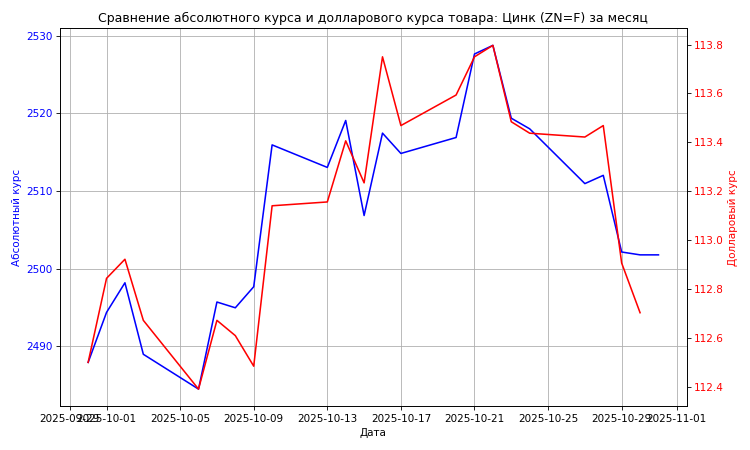 Сравнение абсолютного курса и долларового курса товара: Цинк (ZN=F) за месяц
2530
2520
2510
2500
2490
Абсолютный курс
113.8
113.6
113.4
113.2
113.0
112.8
112.6
112.4
Долларовый курс
2025-09-29 2025-10-01 2025-10-05 2025-10-09 2025-10-13 2025-10-17 2025-10-21 2025-10-25 2025-10-29 2025-11-01
Дата